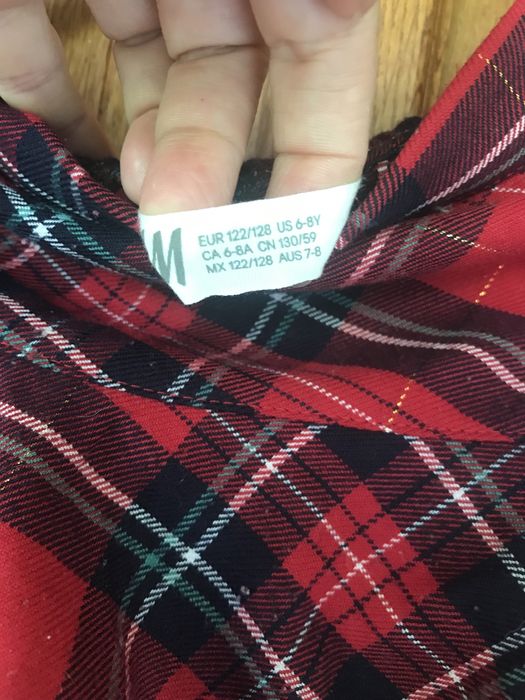 M
EUR 122/128 US 6-8Y
CA 6-8A CN 130/59
MX 122/128 AUS 7-8